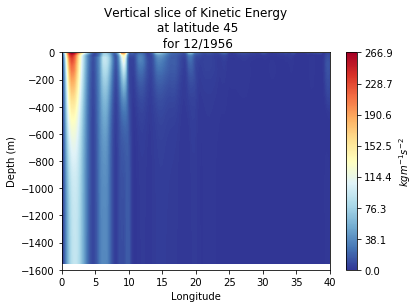 Vertical slice of Kinetic Energy
at latitude 45
for 12/1956
0
−200
−400
−600
−800
−1000
−1200
−1400
−1600
Depth (m)
0 5 10 15 20 25 30 35 40
Longitude
266.9
228.7
190.6
152.5
114.4
76.3
38.1
0.0
kgm⁻¹s⁻²